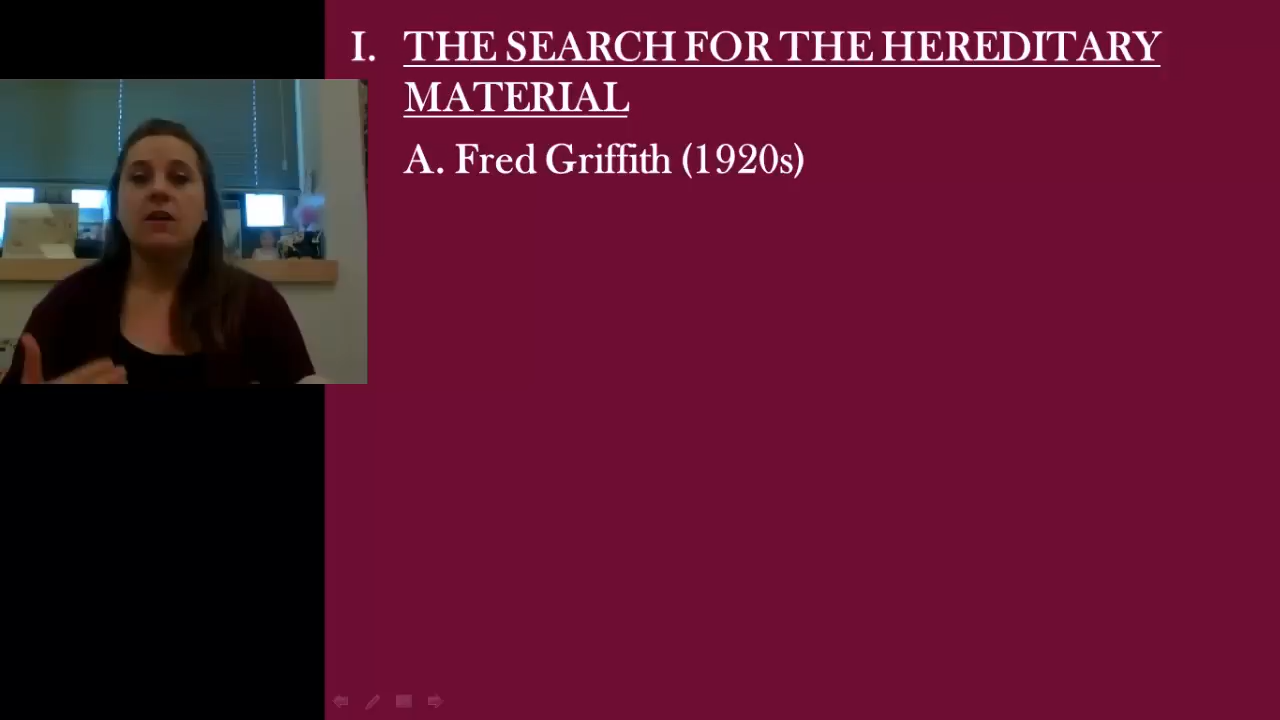 I. THE SEARCH FOR THE HEREDITARY
MATERIAL
A. Fred Griffith (1920s)